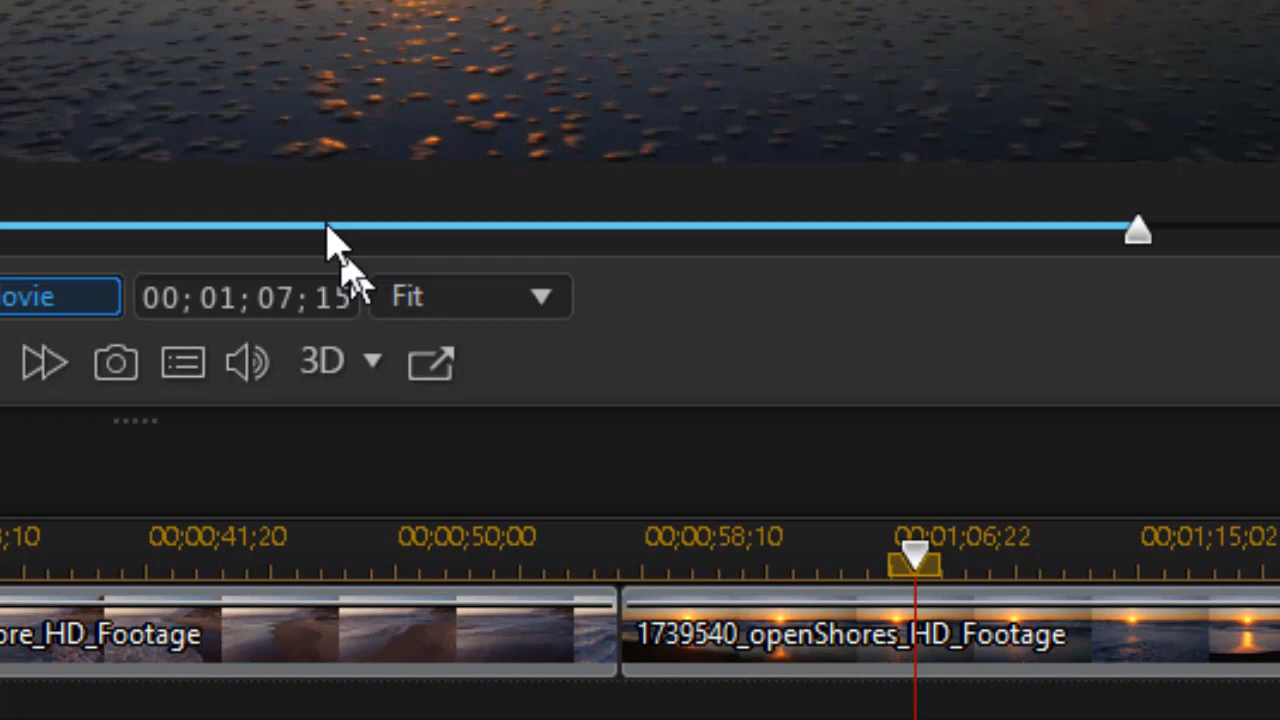 ovie 00; 01; 07; 15 Fit
3D
;10 00;00;41;20 00;00;50;00 00;00;58;10 00;01;06;22 00;01;15;02
ore_HD_Footage 1739540_openShores_HD_Footage